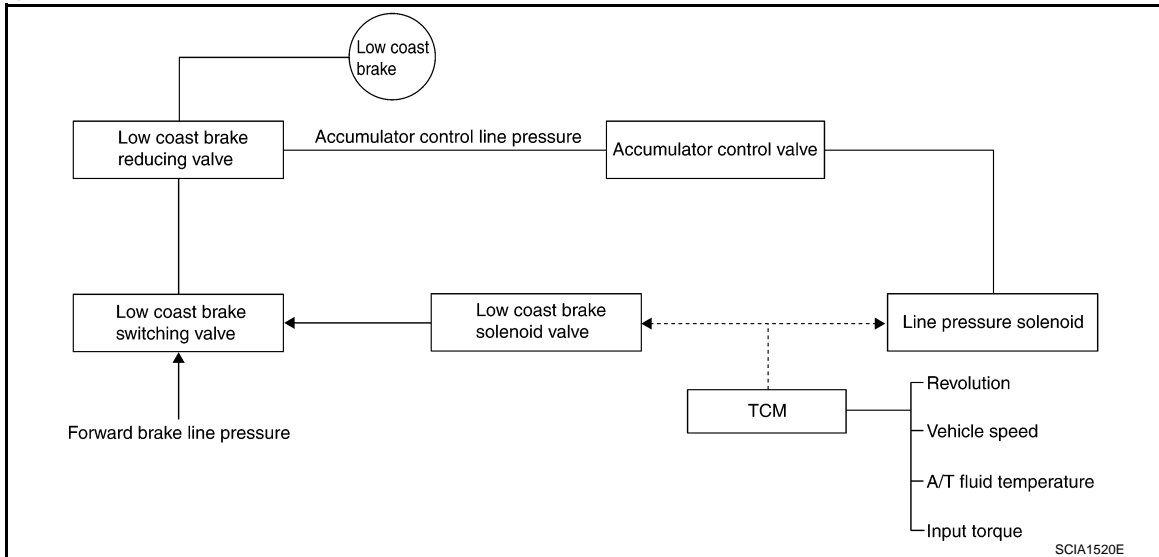 Low coast
brake
Low coast brake
reducing valve
Accumulator control line pressure
Accumulator control valve
Low coast brake
switching valve
Low coast brake
solenoid valve
Line pressure solenoid
Forward brake line pressure
TCM
Revolution
Vehicle speed
A/T fluid temperature
Input torque
SCIA1520E